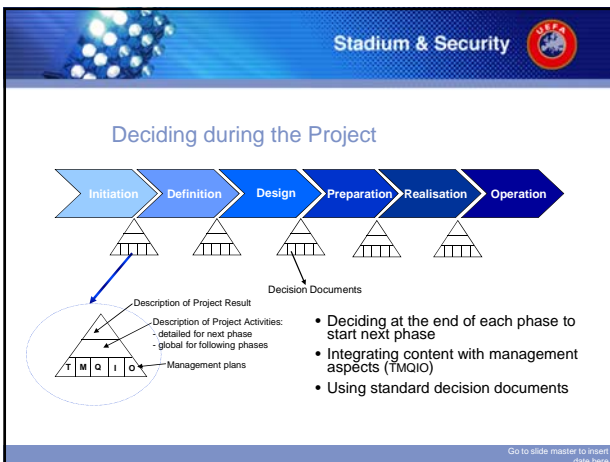 Stadium & Security
UEFA
Deciding during the Project
Initiation
Definition
Design
Preparation
Realisation
Operation
Decision Documents
Description of Project Result
Description of Project Activities:
- detailed for next phase
- global for following phases
Management plans
T M Q I O
• Deciding at the end of each phase to
start next phase
• Integrating content with management
aspects (TMQIO)
• Using standard decision documents
Go to slide master to insert
date here